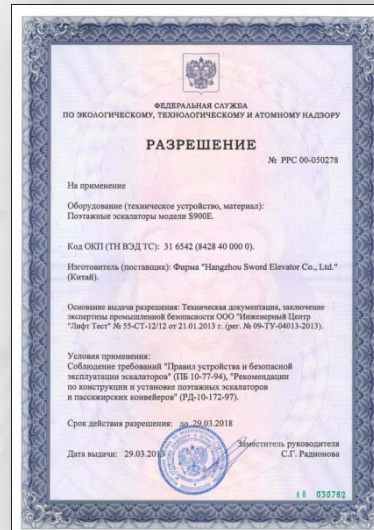 ФЕДЕРАЛЬНАЯ СЛУЖБА
ПО ЭКОЛОГИЧЕСКОМУ, ТЕХНОЛОГИЧЕСКОМУ И АТОМНОМУ НАДЗОРУ
РАЗРЕШЕНИЕ
№ РРС 00-050278
На применение
Оборудование (техническое устройство, материал):
Поэтажные эскалаторы модели S900E.
Код ОКП (ТН ВЭД ТС): 31 6542 (8428 40 000 0).
Изготовитель (поставщик): Фирма "Hangzhou Sword Elevator Co., Ltd."
(Китай).
Основание выдачи разрешения: Техническая документация, заключение
экспертизы промышленной безопасности ООО "Инженерный Центр
"Лифт Тест" № 55-СТ-12/12 от 21.01.2013 г. (рег. № 09-ТУ-04013-2013).
Условия применения:
Соблюдение требований "Правил устройства и безопасной
эксплуатации эскалаторов" (ПБ 10-77-94), "Рекомендации
по конструкции и установке поэтажных эскалаторов
и пассажирских конвейеров" (РД-10-172-97).
Срок действия разрешения: до 29.03.2018
Заместитель руководителя
Дата выдачи: 29.03.2013 С.Г. Радионова
А В 030782